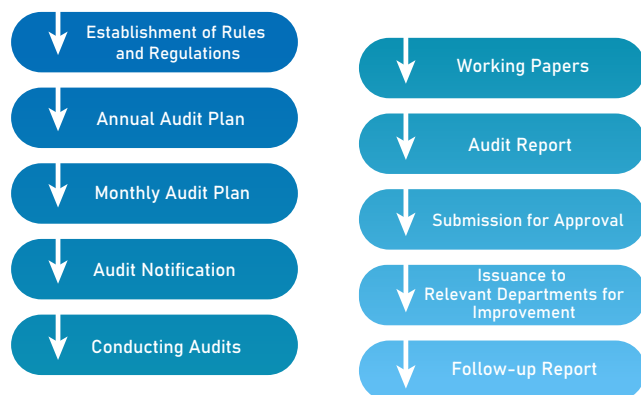 Establishment of Rules
and Regulations
Annual Audit Plan
Monthly Audit Plan
Audit Notification
Conducting Audits
Working Papers
Audit Report
Submission for Approval
Issuance to
Relevant Departments for
Improvement
Follow-up Report